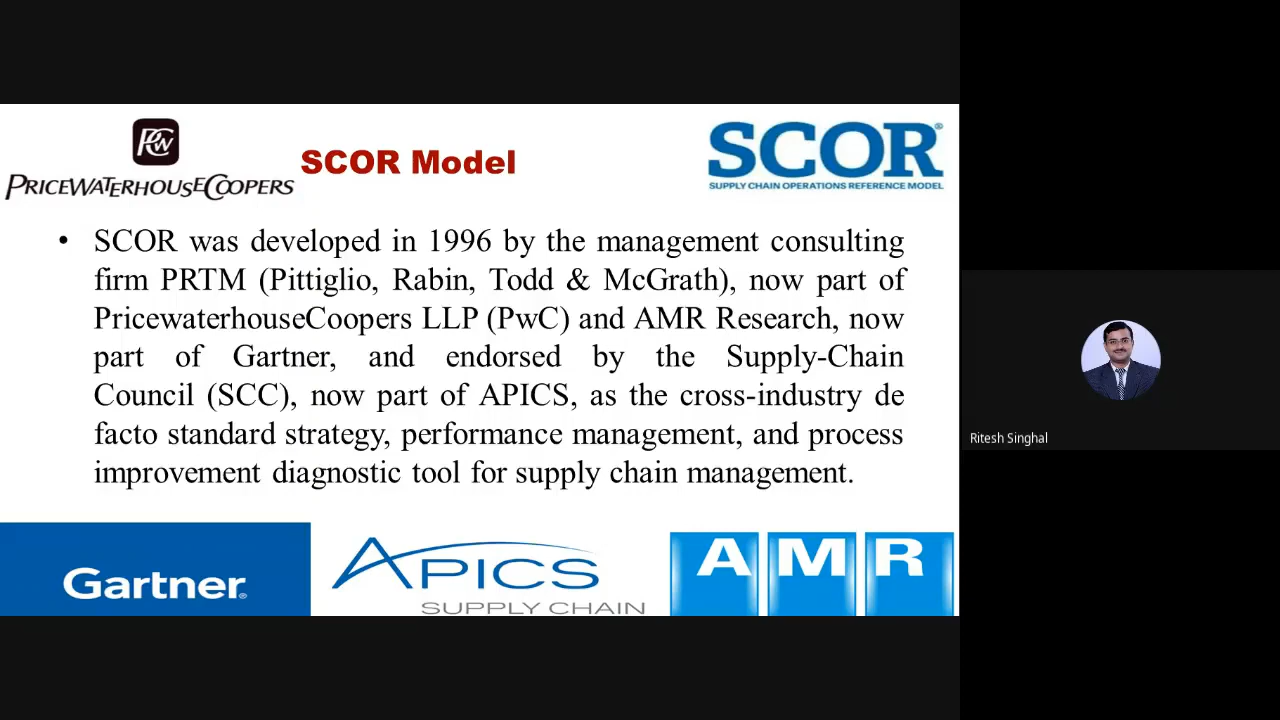 PCW
PRICEWATERHOUSECOOPERS
SCOR Model
SCOR®
SUPPLY CHAIN OPERATIONS REFERENCE MODEL
• SCOR was developed in 1996 by the management consulting
firm PRTM (Pittiglio, Rabin, Todd & McGrath), now part of
PricewaterhouseCoopers LLP (PwC) and AMR Research, now
part of Gartner, and endorsed by the Supply-Chain
Council (SCC), now part of APICS, as the cross-industry de
facto standard strategy, performance management, and process
improvement diagnostic tool for supply chain management.
Gartner®
APICS
SUPPLY CHAIN
AMR
Ritesh Singhal